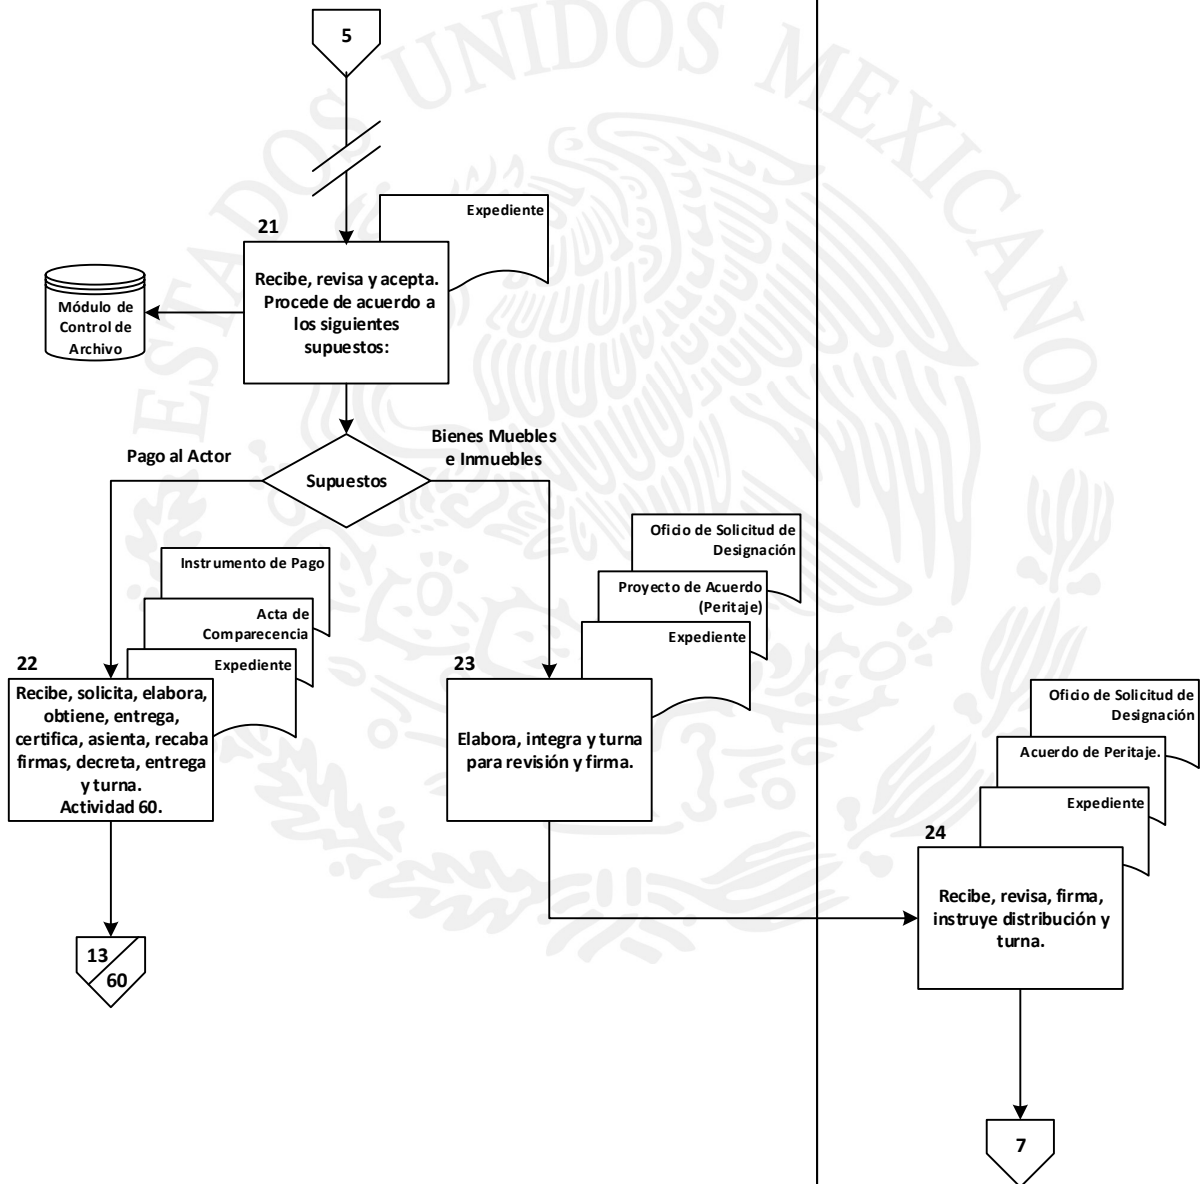 ESTADOS UNIDOS MEXICANOS
5
21
Expediente
Recibe, revisa y acepta.
Procede de acuerdo a
los siguientes
supuestos:
Módulo de
Control de
Archivo
Pago al Actor
Supuestos
Bienes Muebles
e Inmuebles
Instrumento de Pago
Acta de
Comparecencia
Expediente
22
Recibe, solicita, elabora,
obtiene, entrega,
certifica, asienta, recaba
firmas, decreta, entrega
y turna.
Actividad 60.
13
60
Oficio de Solicitud de
Designación
Proyecto de Acuerdo
(Peritaje)
Expediente
23
Elabora, integra y turna
para revisión y firma.
Oficio de Solicitud de
Designación
Acuerdo de Peritaje.
Expediente
24
Recibe, revisa, firma,
instruye distribución y
turna.
7